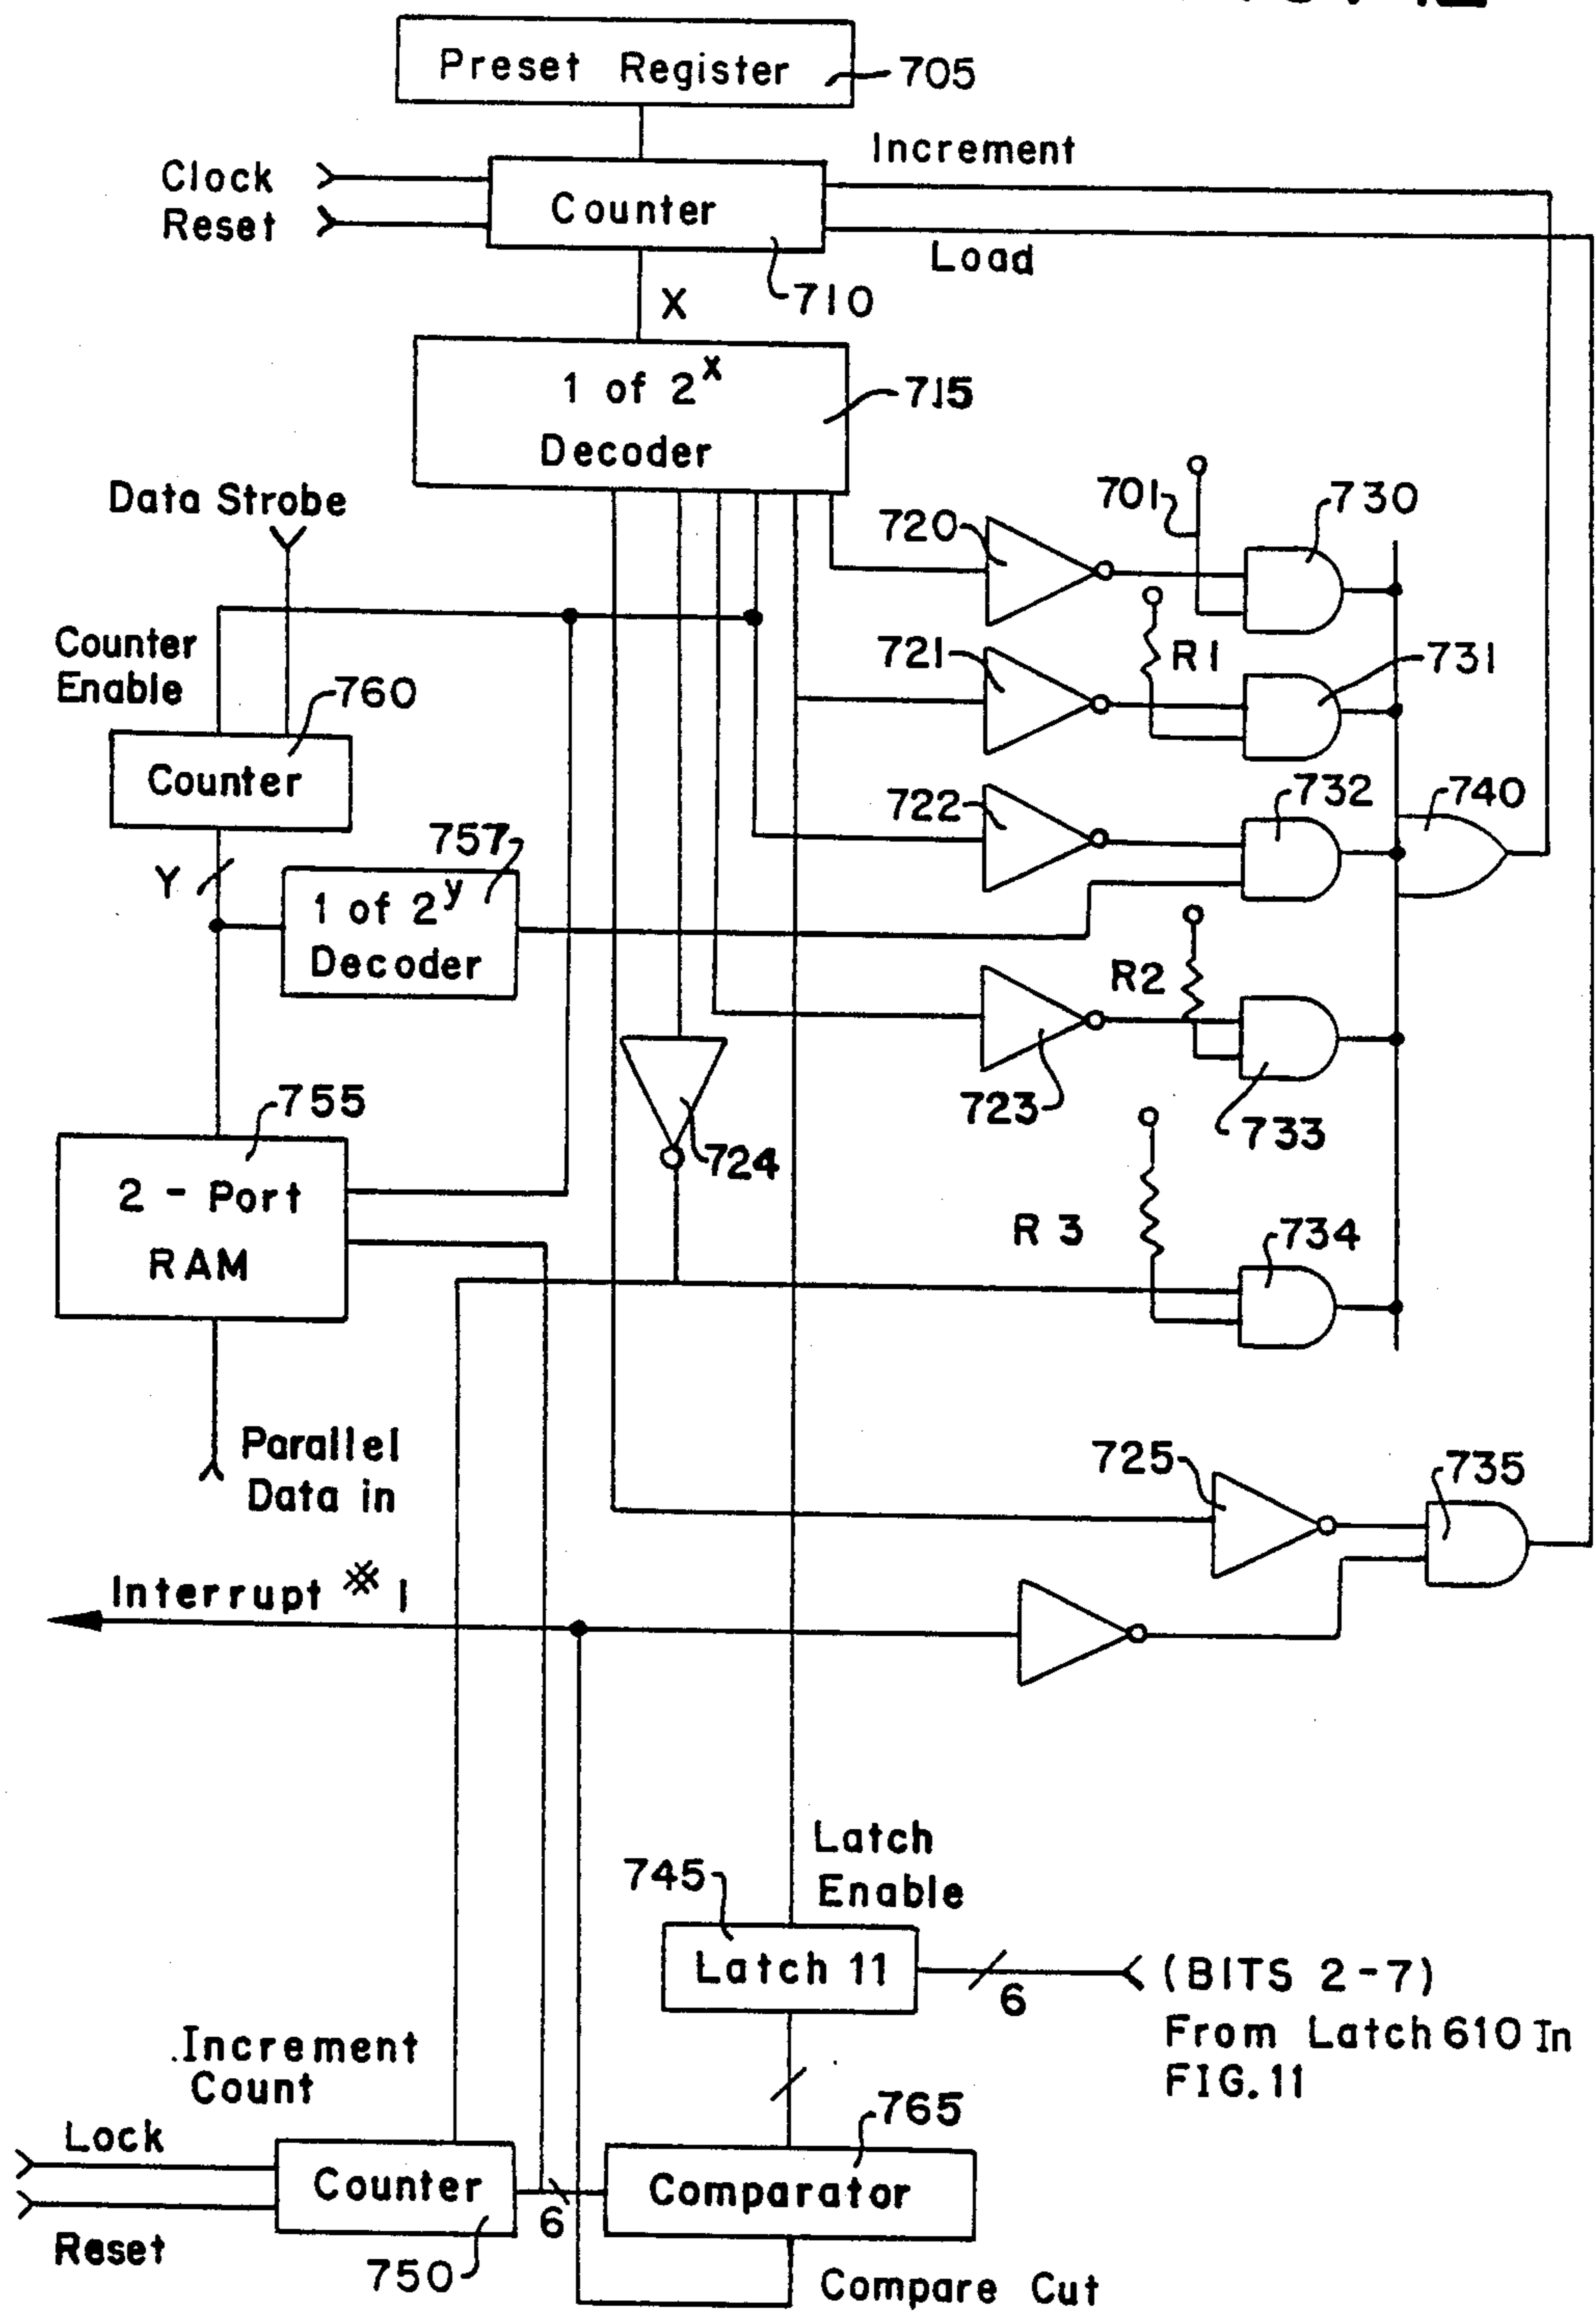 Preset Register
705
Increment
Clock
Reset
Counter
Load
710
X
1 of 2^x
Decoder
715
Data Strobe
701
730
720
Counter
Enable
R1
721
731
760
Counter
722
732
740
757
Y
1 of 2^y
Decoder
R2
723
733
755
2 - Port
RAM
724
R 3
734
Parallel
Data in
725
735
Interrupt ※ 1
Latch
Enable
745
Latch 11
6
(BITS 2-7)
From Latch 610 In
FIG. 11
Increment
Count
765
Lock
Counter
6
Comparator
Reset
750
Compare Cut